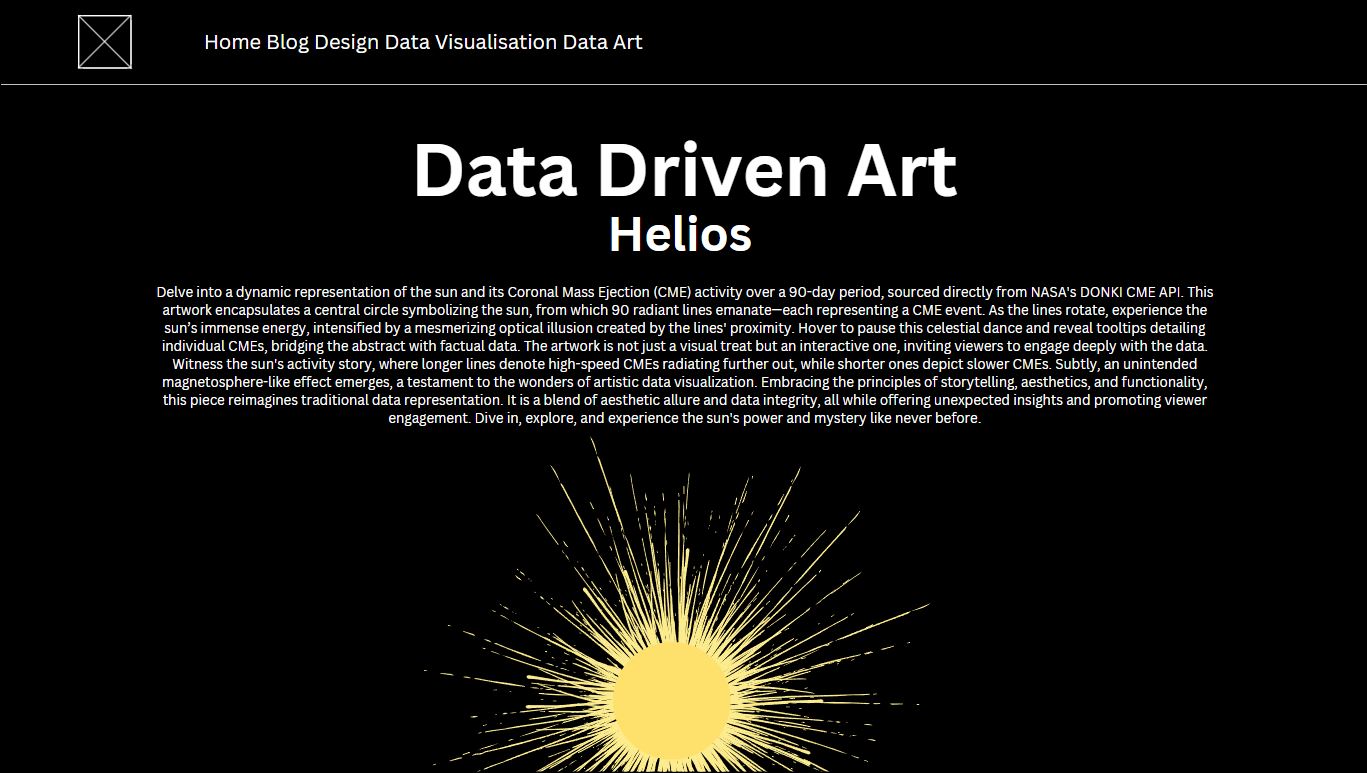 Home Blog Design Data Visualisation Data Art
Data Driven Art
Helios
Delve into a dynamic representation of the sun and its Coronal Mass Ejection (CME) activity over a 90-day period, sourced directly from NASA's DONKI CME API. This
artwork encapsulates a central circle symbolizing the sun, from which 90 radiant lines emanate—each representing a CME event. As the lines rotate, experience the
sun’s immense energy, intensified by a mesmerizing optical illusion created by the lines' proximity. Hover to pause this celestial dance and reveal tooltips detailing
individual CMEs, bridging the abstract with factual data. The artwork is not just a visual treat but an interactive one, inviting viewers to engage deeply with the data.
Witness the sun's activity story, where longer lines denote high-speed CMEs radiating further out, while shorter ones depict slower CMEs. Subtly, an unintended
magnetosphere-like effect emerges, a testament to the wonders of artistic data visualization. Embracing the principles of storytelling, aesthetics, and functionality,
this piece reimagines traditional data representation. It is a blend of aesthetic allure and data integrity, all while offering unexpected insights and promoting viewer
engagement. Dive in, explore, and experience the sun's power and mystery like never before.